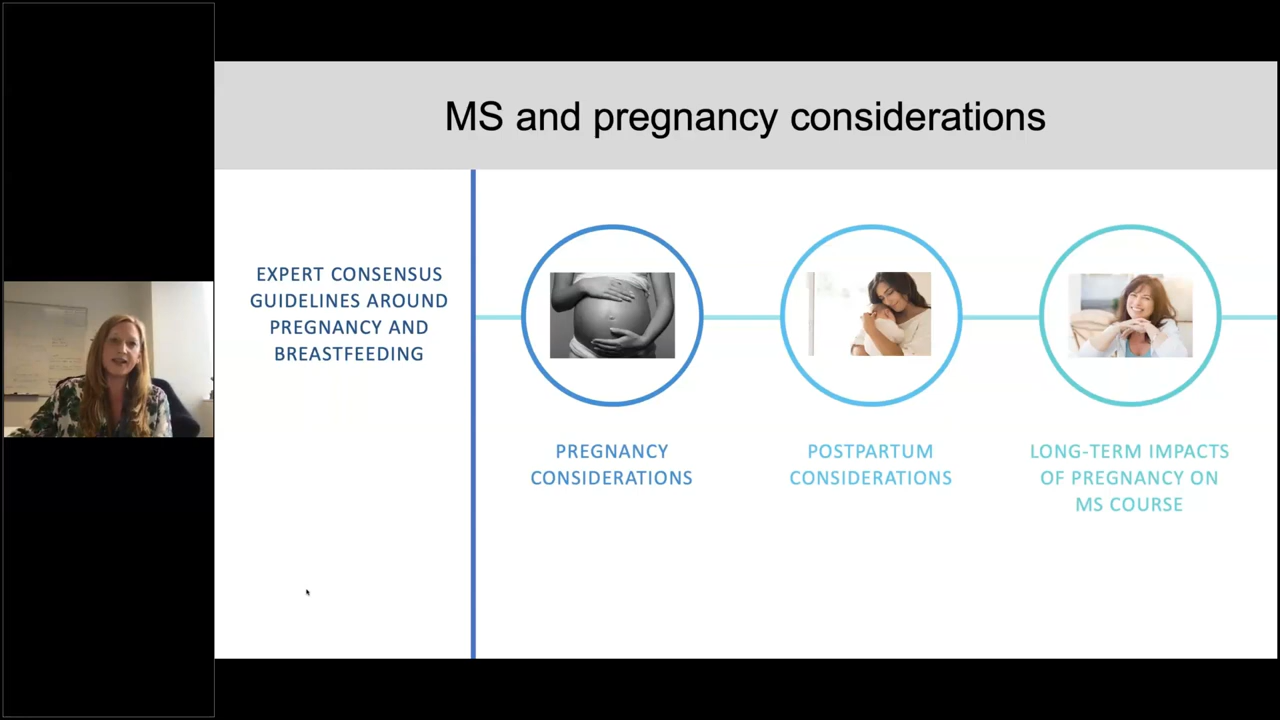 MS and pregnancy considerations
EXPERT CONSENSUS
GUIDELINES AROUND
PREGNANCY AND
BREASTFEEDING
PREGNANCY
CONSIDERATIONS
POSTPARTUM
CONSIDERATIONS
LONG-TERM IMPACTS
OF PREGNANCY ON
MS COURSE